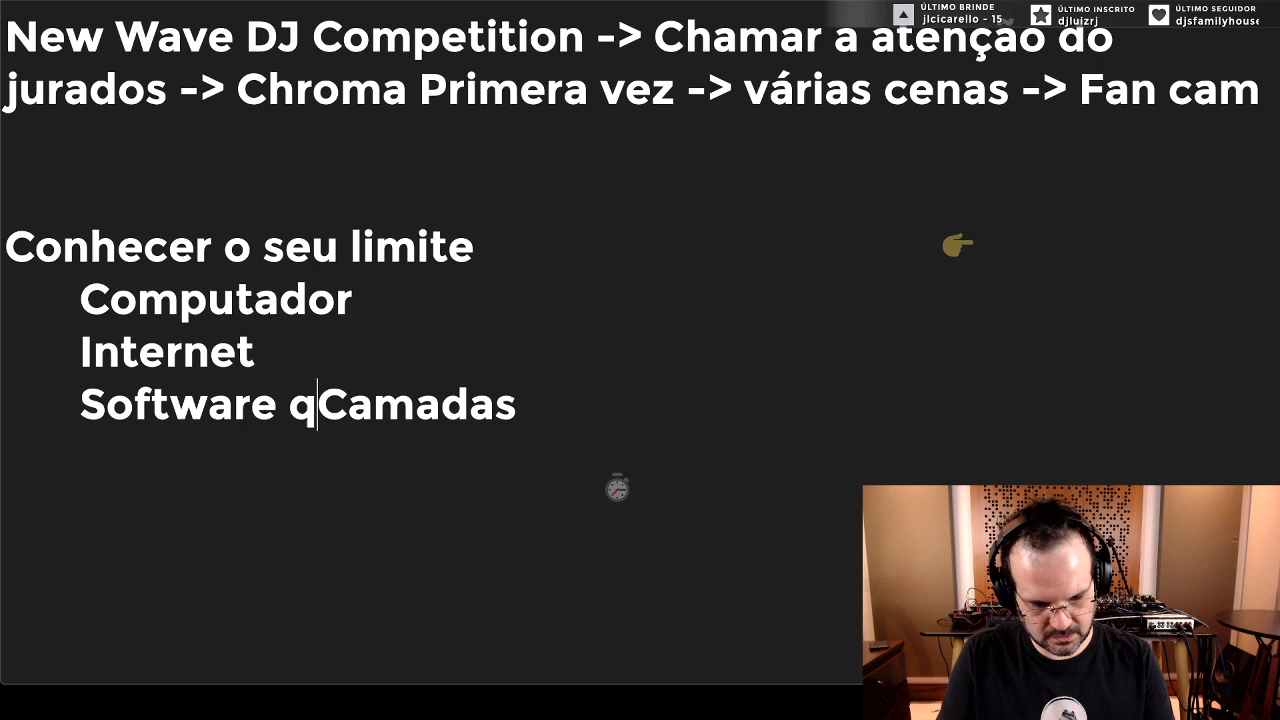 ÚLTIMO BRINDE
jlcicarello - 15
ÚLTIMO INSCRITO
djluizrj
ÚLTIMO SEGUIDOR
djsfamilyhouse
New Wave DJ Competition -> Chamar a atenção do
jurados -> Chroma Primera vez -> várias cenas -> Fan cam
Conhecer o seu limite
Computador
Internet
Software qCamadas